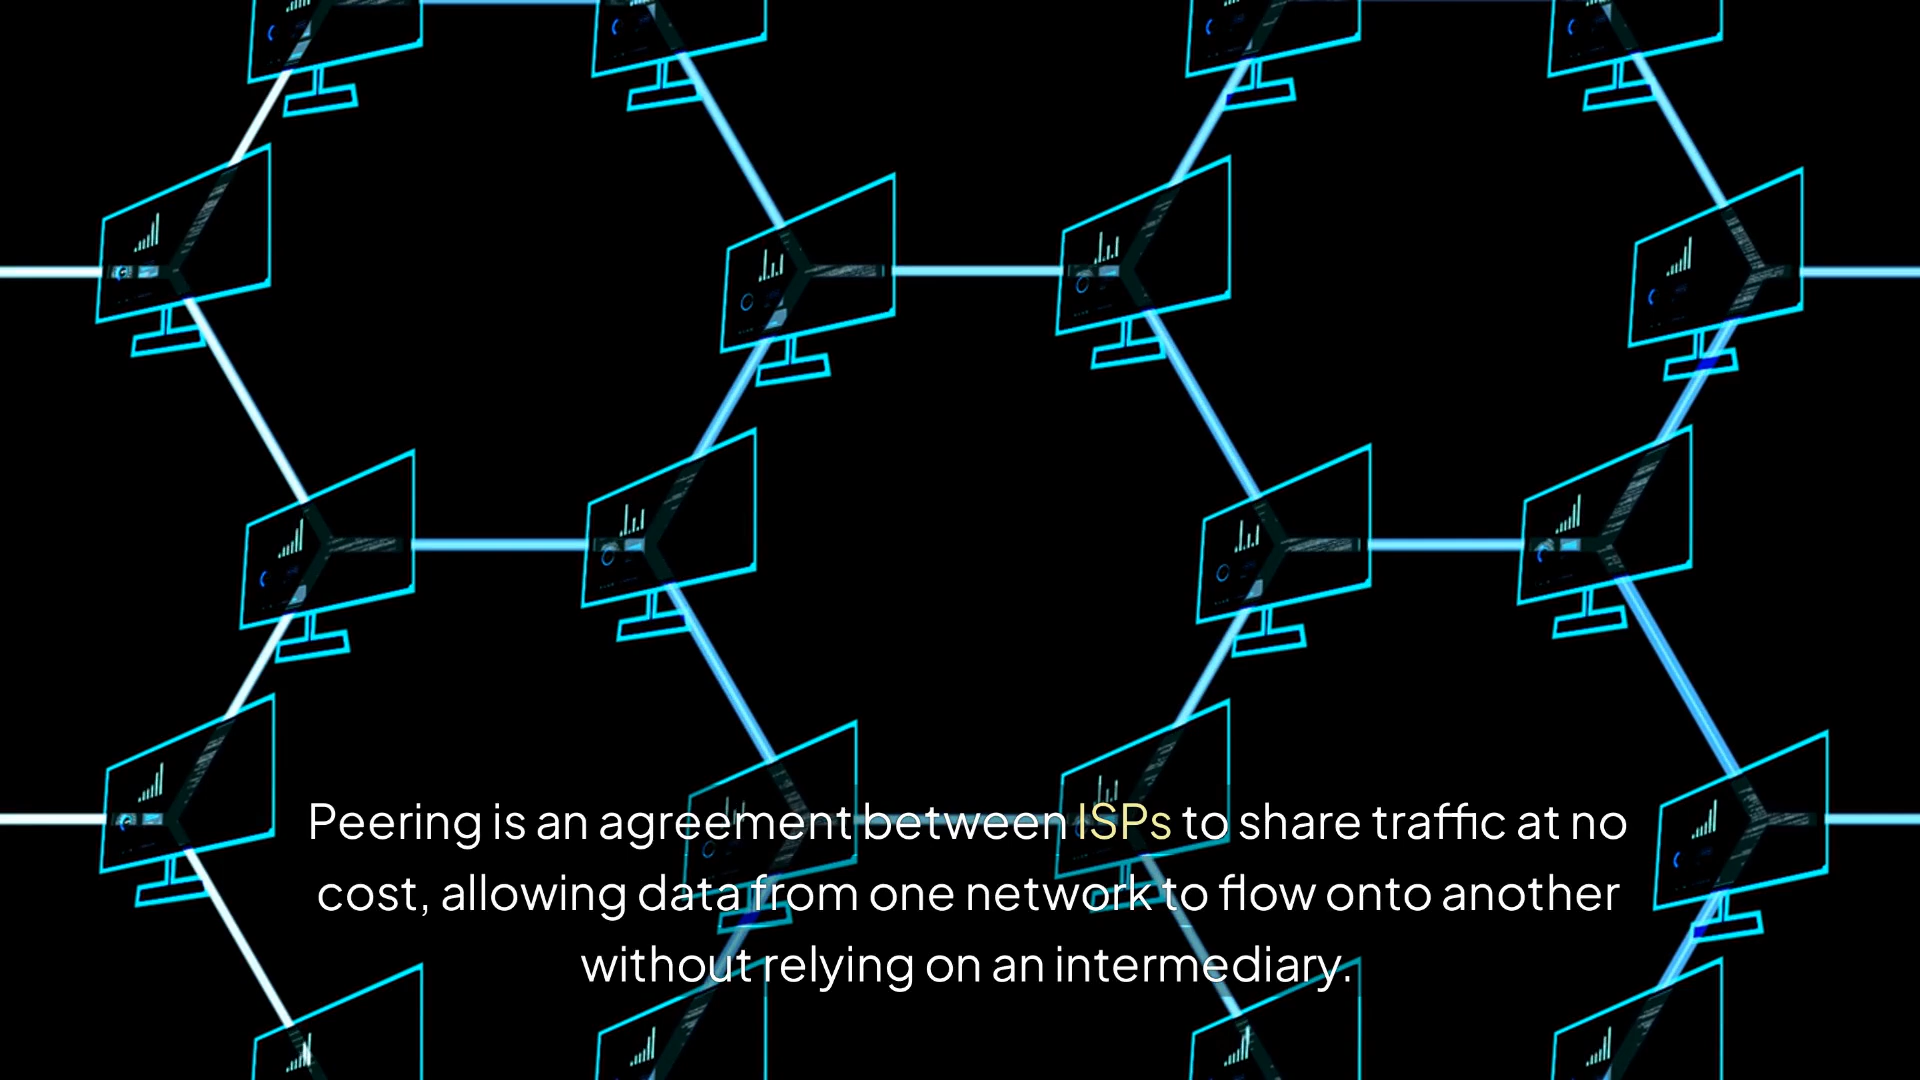 Peering is an agreement between ISPs to share traffic at no
cost, allowing data from one network to flow onto another
without relying on an intermediary.